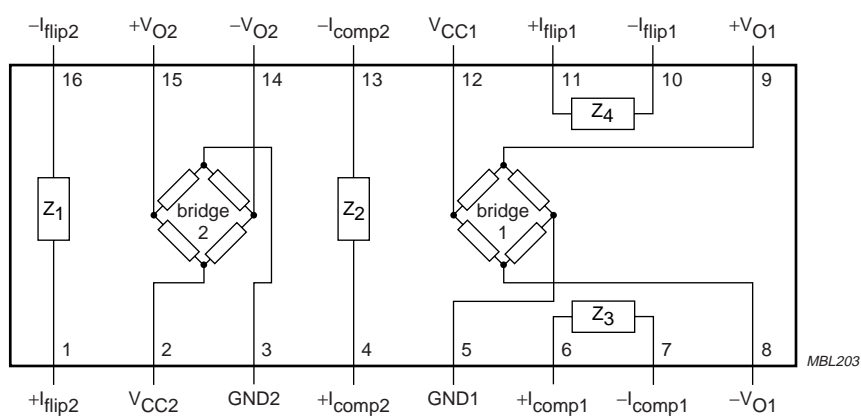 −Iflip2 +VO2 −VO2 −Icomp2 VCC1 +Iflip1 −Iflip1 +VO1
16 15 14 13 12 11 10 9
Z4
Z1 bridge 2 Z2 bridge 1
Z3
1 2 3 4 5 6 7 8
MBL203
+Iflip2 VCC2 GND2 +Icomp2 GND1 +Icomp1 −Icomp1 −VO1